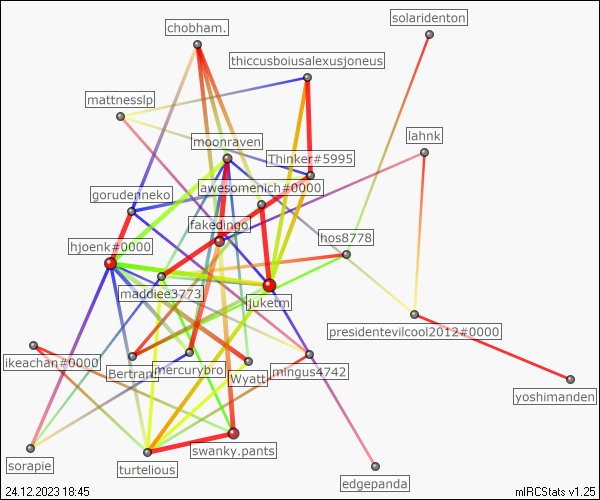 solaridenton
chobham.
thiccusboiusalexusjoneus
mattnesslp
lahnk
moonraven
Thinker#5995
awesomenich#0000
gorudenneko
fakedingo.
hos8778
hjoenk#0000
maddiee3773
juketm
presidentevilcool2012#0000
ikeachan#0000
Bertran
mercurybro
Wyatt
mingus4742
yoshimanden
swanky.pants
sorapie
turtelious
edgepanda
24.12.2023 18:45
mIRCStats v1.25